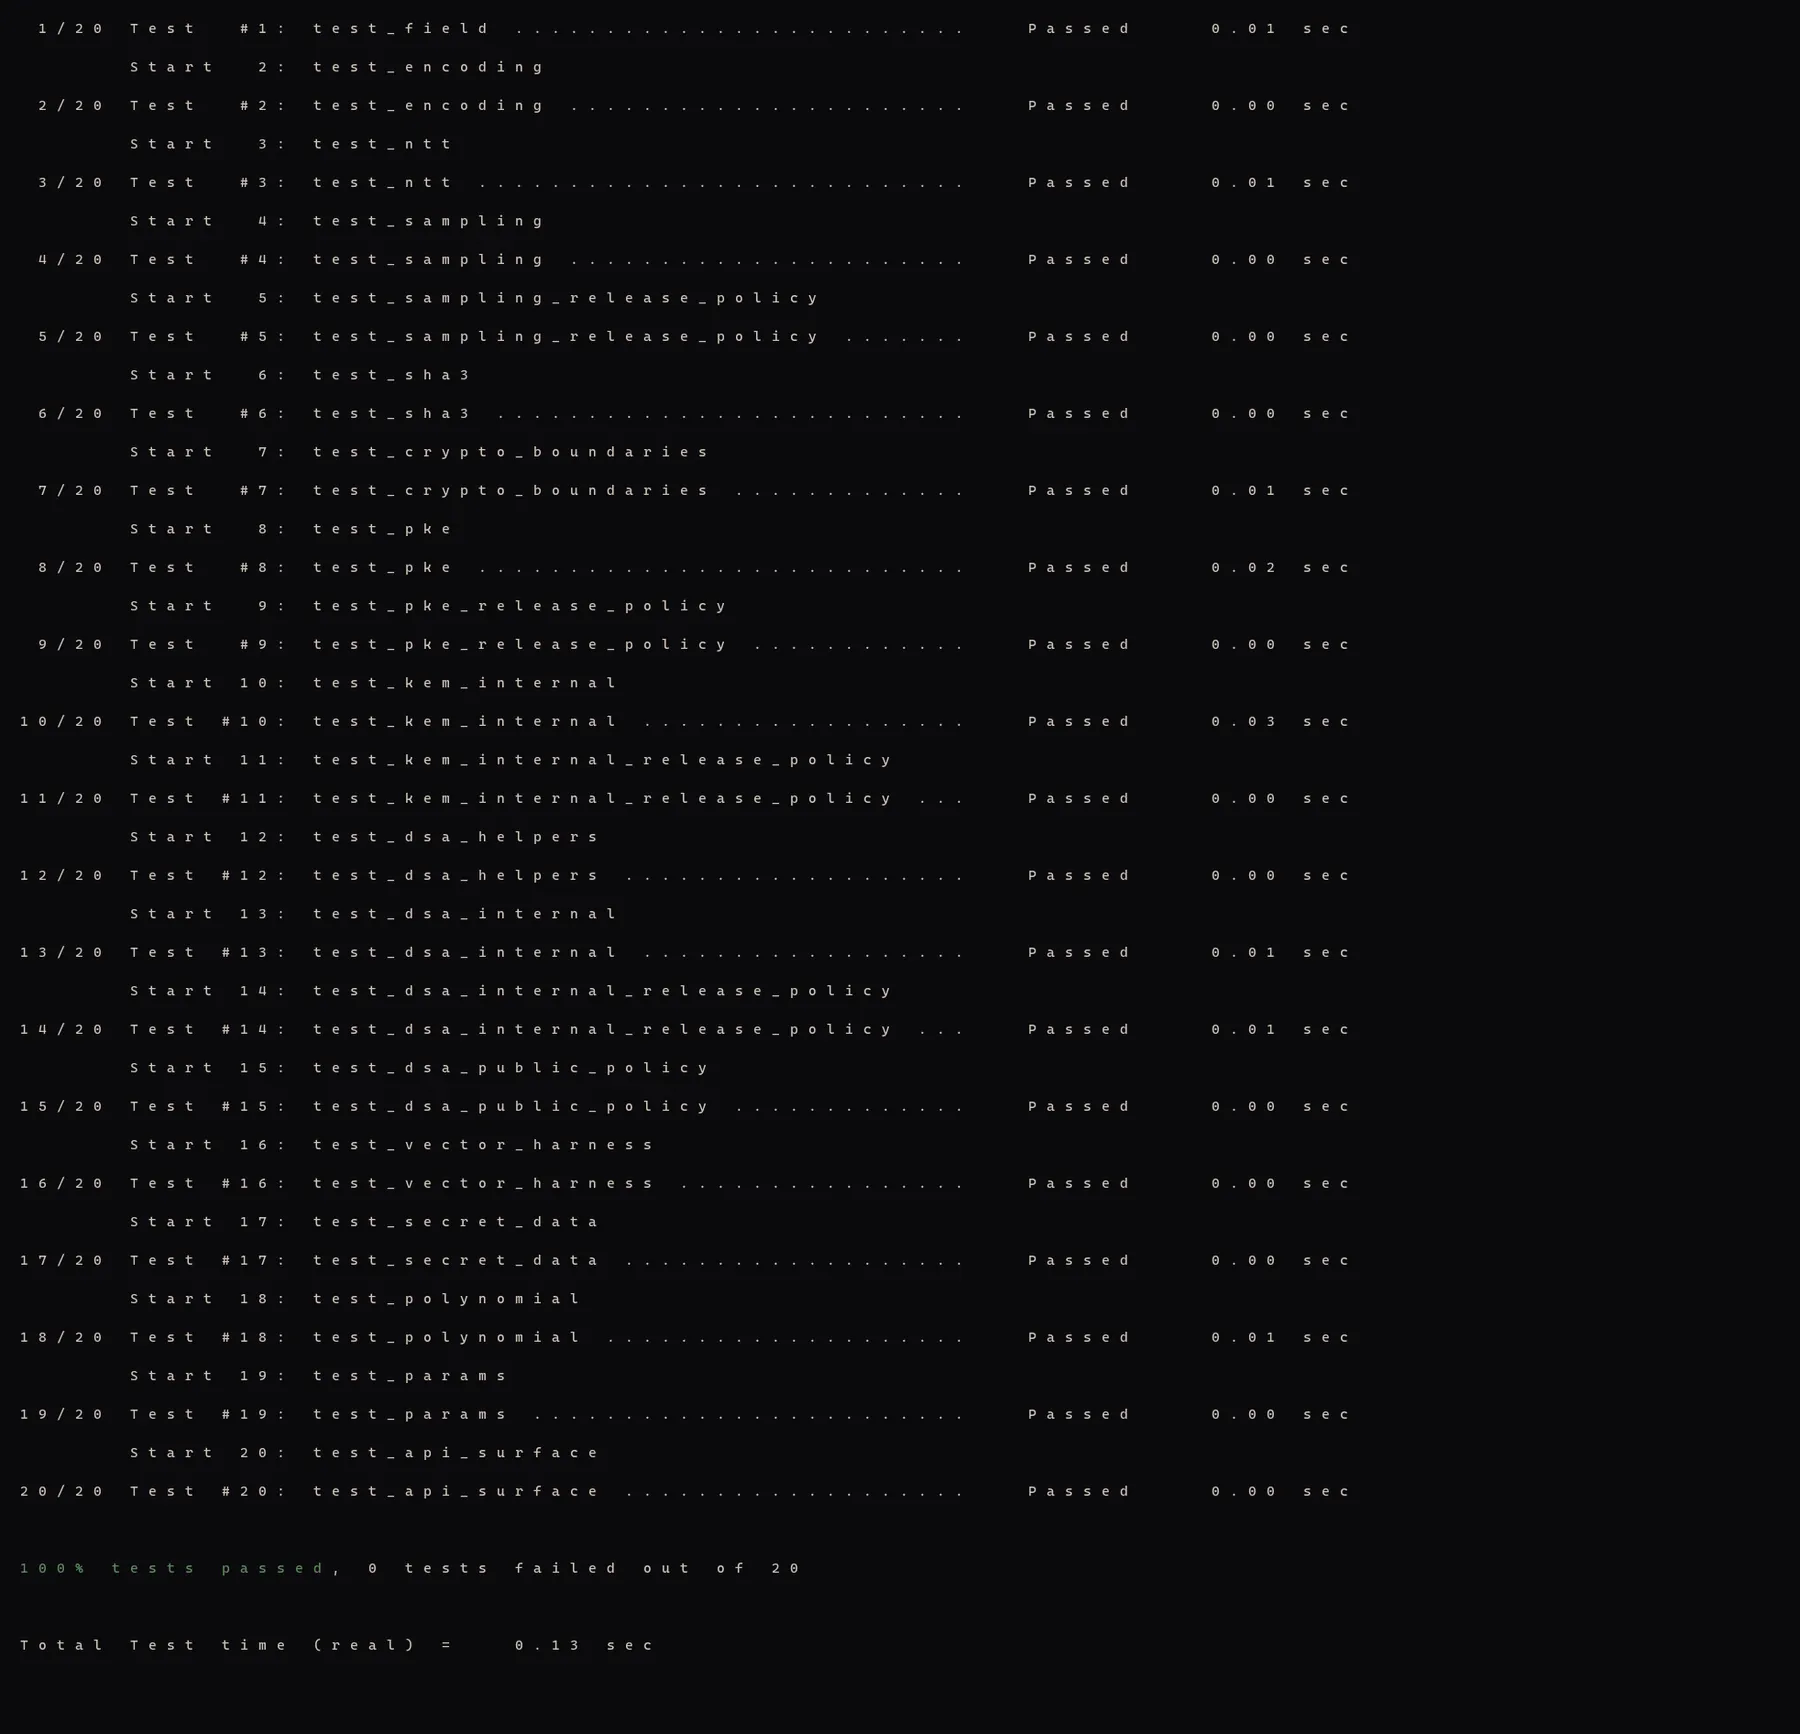 1/20 Test  #1: test_field .........................   Passed    0.01 sec
      Start  2: test_encoding
 2/20 Test  #2: test_encoding ......................   Passed    0.00 sec
      Start  3: test_ntt
 3/20 Test  #3: test_ntt ...........................   Passed    0.01 sec
      Start  4: test_sampling
 4/20 Test  #4: test_sampling ......................   Passed    0.00 sec
      Start  5: test_sampling_release_policy
 5/20 Test  #5: test_sampling_release_policy .......   Passed    0.00 sec
      Start  6: test_sha3
 6/20 Test  #6: test_sha3 ..........................   Passed    0.00 sec
      Start  7: test_crypto_boundaries
 7/20 Test  #7: test_crypto_boundaries .............   Passed    0.01 sec
      Start  8: test_pke
 8/20 Test  #8: test_pke ...........................   Passed    0.02 sec
      Start  9: test_pke_release_policy
 9/20 Test  #9: test_pke_release_policy ............   Passed    0.00 sec
      Start 10: test_kem_internal
10/20 Test #10: test_kem_internal ..................   Passed    0.03 sec
      Start 11: test_kem_internal_release_policy
11/20 Test #11: test_kem_internal_release_policy ...   Passed    0.00 sec
      Start 12: test_dsa_helpers
12/20 Test #12: test_dsa_helpers ...................   Passed    0.00 sec
      Start 13: test_dsa_internal
13/20 Test #13: test_dsa_internal ..................   Passed    0.01 sec
      Start 14: test_dsa_internal_release_policy
14/20 Test #14: test_dsa_internal_release_policy ...   Passed    0.01 sec
      Start 15: test_dsa_public_policy
15/20 Test #15: test_dsa_public_policy .............   Passed    0.00 sec
      Start 16: test_vector_harness
16/20 Test #16: test_vector_harness ................   Passed    0.00 sec
      Start 17: test_secret_data
17/20 Test #17: test_secret_data ...................   Passed    0.00 sec
      Start 18: test_polynomial
18/20 Test #18: test_polynomial ....................   Passed    0.01 sec
      Start 19: test_params
19/20 Test #19: test_params ........................   Passed    0.00 sec
      Start 20: test_api_surface
20/20 Test #20: test_api_surface ...................   Passed    0.00 sec
100% tests passed, 0 tests failed out of 20
Total Test time (real) =   0.13 sec